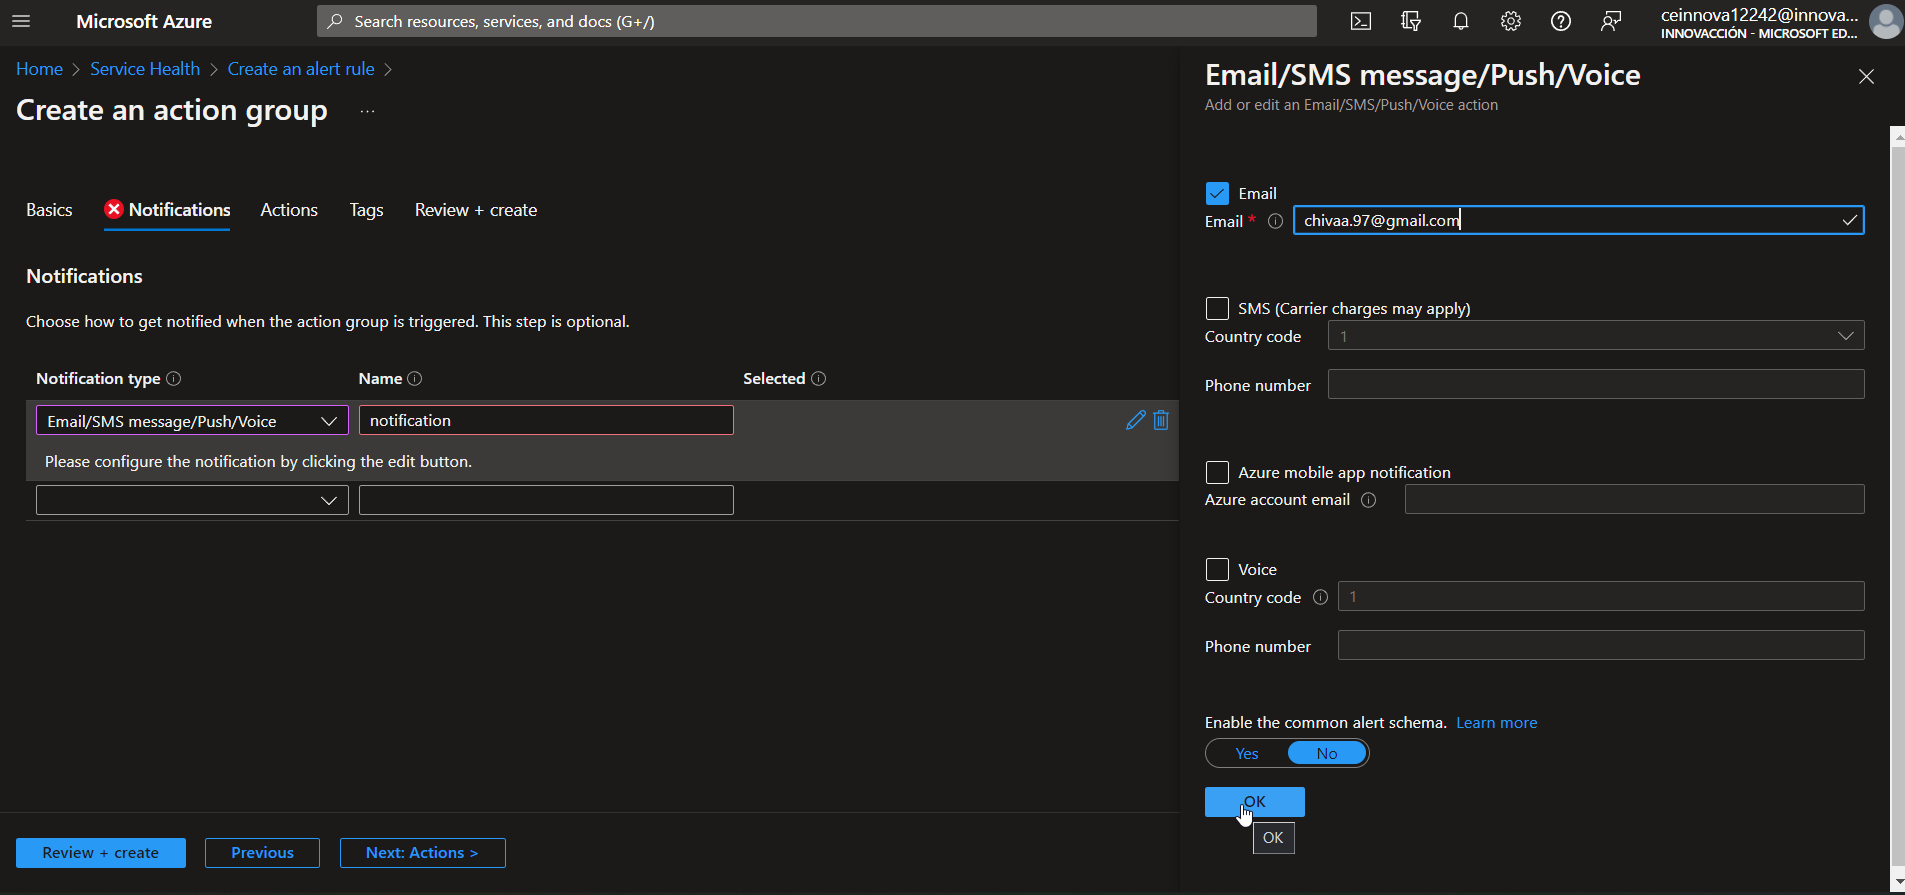 Microsoft Azure
Search resources, services, and docs (G+/)
ceinnova12242@innova...
INNOVACCIÓN - MICROSOFT ED...
Home > Service Health > Create an alert rule >
Create an action group ...
Basics
Notifications
Actions
Tags
Review + create
Notifications
Choose how to get notified when the action group is triggered. This step is optional.
Notification type
Name
Selected
Email/SMS message/Push/Voice
notification
Please configure the notification by clicking the edit button.
Review + create
Previous
Next: Actions >
Email/SMS message/Push/Voice
Add or edit an Email/SMS/Push/Voice action
Email
Email *
chivaa.97@gmail.com
SMS (Carrier charges may apply)
Country code
1
Phone number
Azure mobile app notification
Azure account email
Voice
Country code
1
Phone number
Enable the common alert schema. Learn more
Yes
No
OK
OK